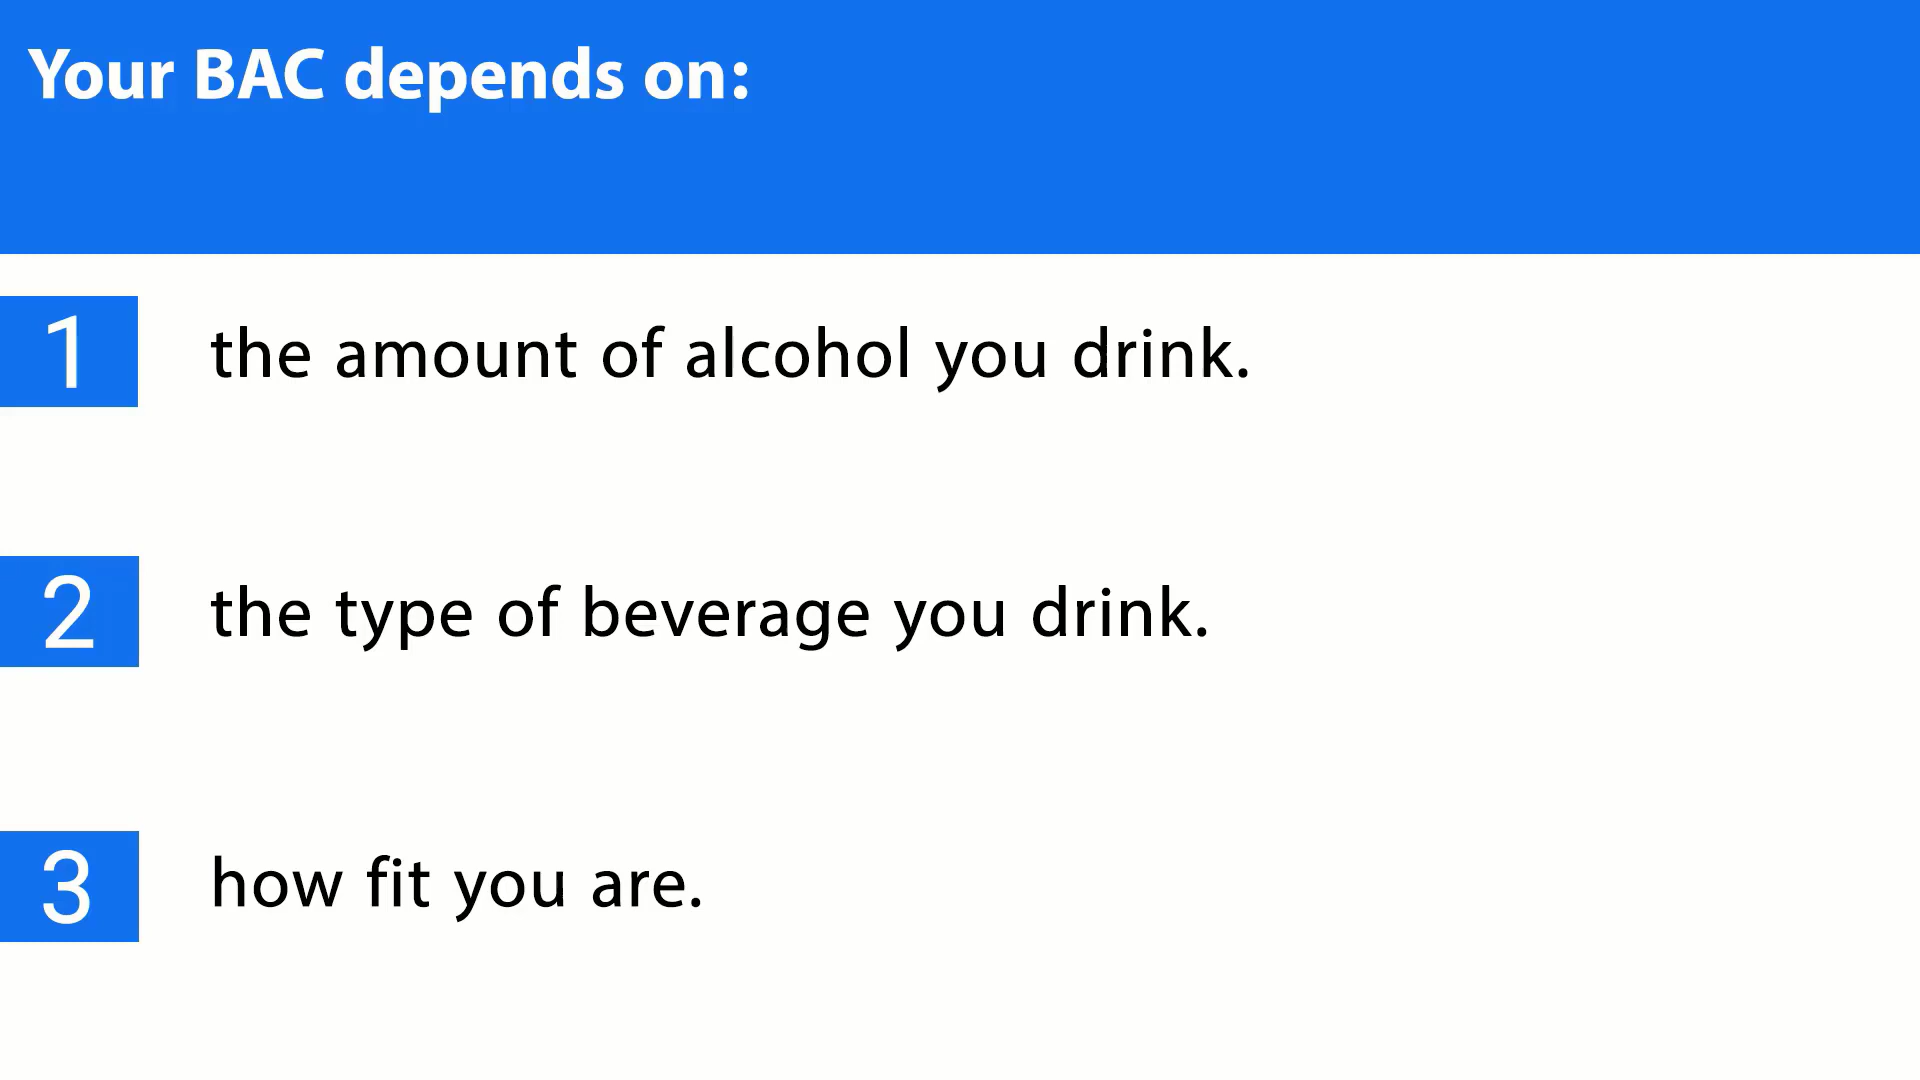 Your BAC depends on:
1 the amount of alcohol you drink.
2 the type of beverage you drink.
3 how fit you are.